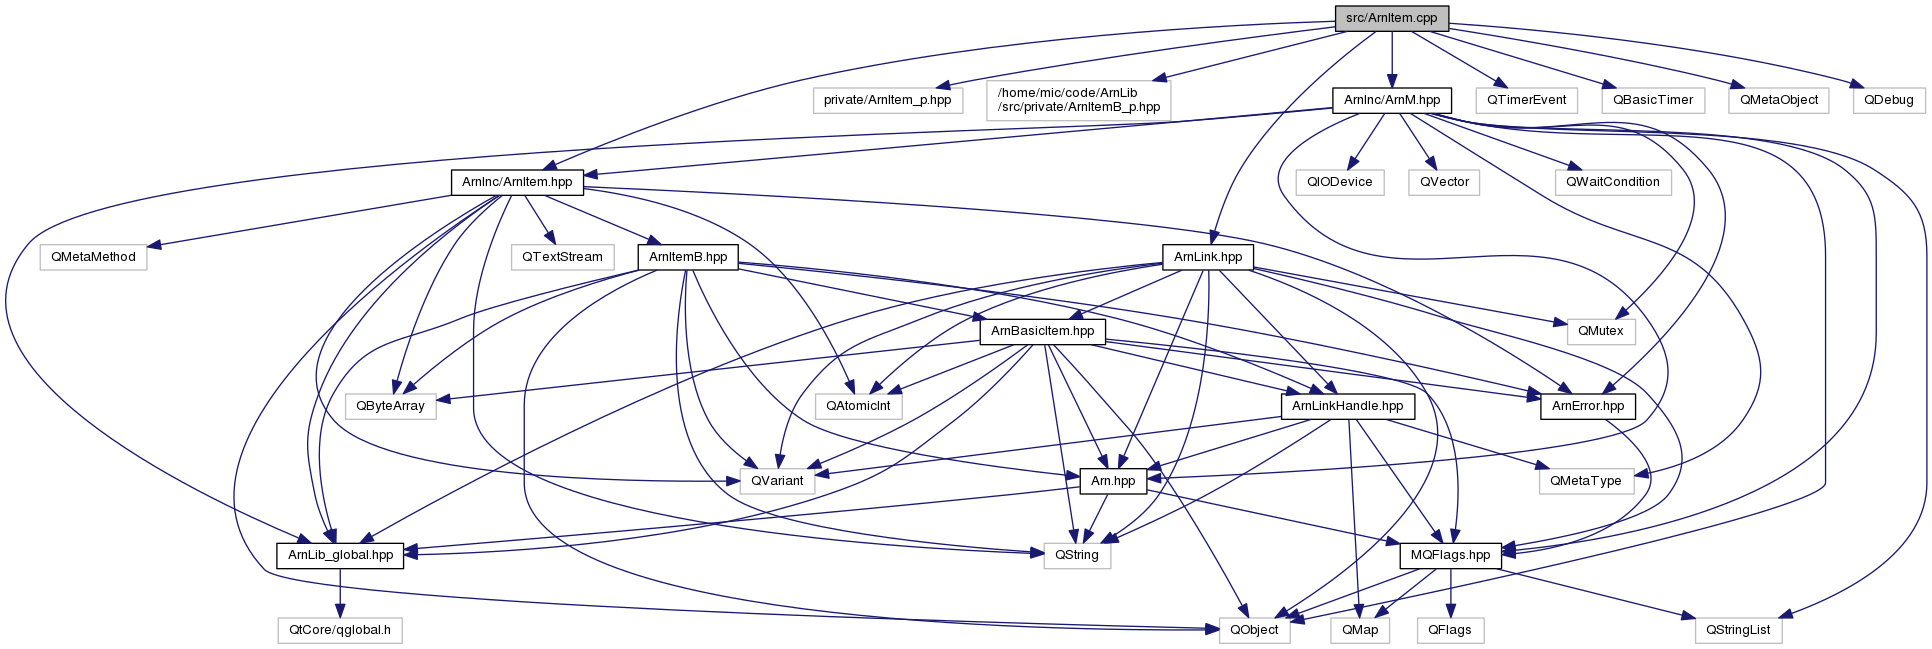 src/ArnItem.cpp
private/ArnItem_p.hpp
/home/mic/code/ArnLib
/src/private/ArnItemB_p.hpp
ArnInc/ArnM.hpp
QTimerEvent
QBasicTimer
QMetaObject
QDebug
ArnInc/ArnItem.hpp
QIODevice
QVector
QWaitCondition
QMetaMethod
QTextStream
ArnItemB.hpp
ArnLink.hpp
ArnBasicItem.hpp
QMutex
QByteArray
QAtomicInt
ArnLinkHandle.hpp
ArnError.hpp
QVariant
Arn.hpp
QMetaType
ArnLib_global.hpp
QString
MQFlags.hpp
QtCore/qglobal.h
QObject
QMap
QFlags
QStringList